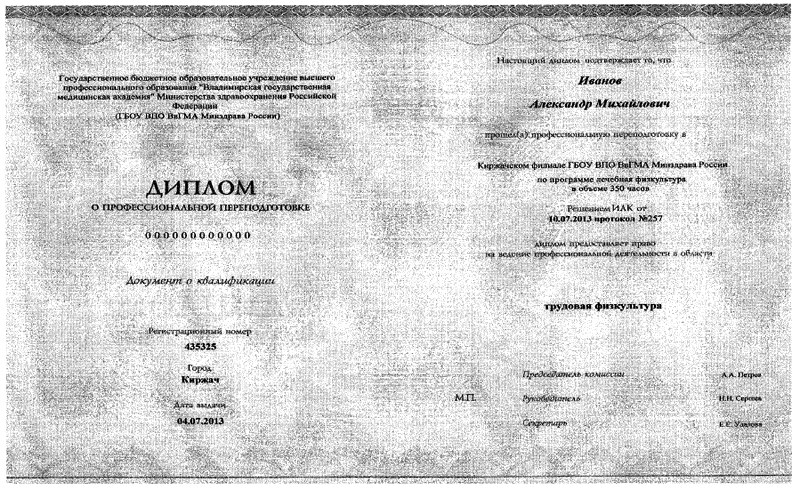 Государственное бюджетное образовательное учреждение высшего
профессионального образования "Владимирская государственная
медицинская академия" Министерства здравоохранения Российской
Федерации
(ГБОУ ВПО ВвГМА Минздрава России)
ДИПЛОМ
О ПРОФЕССИОНАЛЬНОЙ ПЕРЕПОДГОТОВКЕ
000000000000
Документ о квалификации
Регистрационный номер
435325
Город
Киржач
Дата выдачи
04.07.2013
Настоящий диплом подтверждает то, что
Иванов
Александр Михайлович
прошел(а) профессиональную переподготовку в
Киржачском филиале ГБОУ ВПО ВвГМА Минздрава России
по программе лечебная физкультура
в объеме 350 часов
Решением ИАК от
10.07.2013 протокол №257
диплом предоставляет право
на ведение профессиональной деятельности в области
трудовая физкультура
Председатель комиссии А.А. Петров
М.П. Руководитель Н.Н.
Секретарь Е.Е.